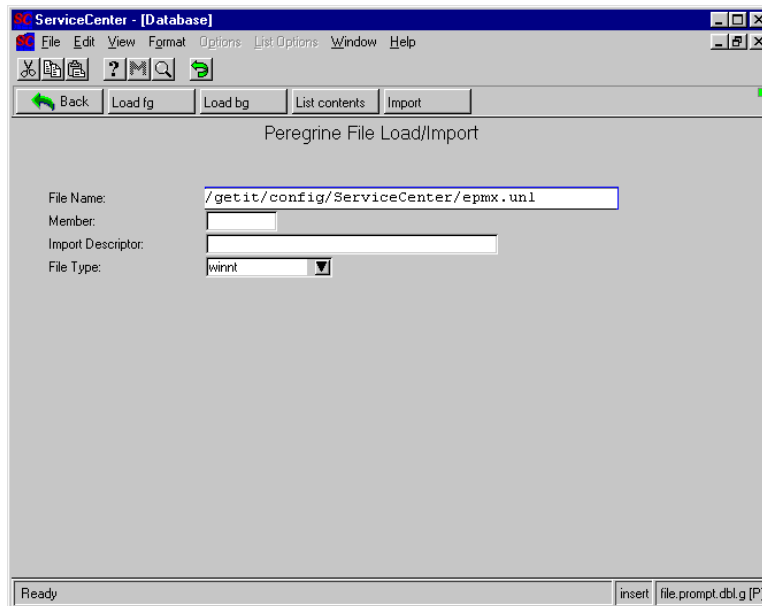 SC ServiceCenter - [Database]
SC File Edit View Format Options List Options Window Help
? M
Back Load fg Load bg List contents Import
Peregrine File Load/Import
File Name: /getit/config/ServiceCenter/epmx.unl
Member:
Import Descriptor:
File Type: winnt
Ready insert file.prompt.dbl.g [P]